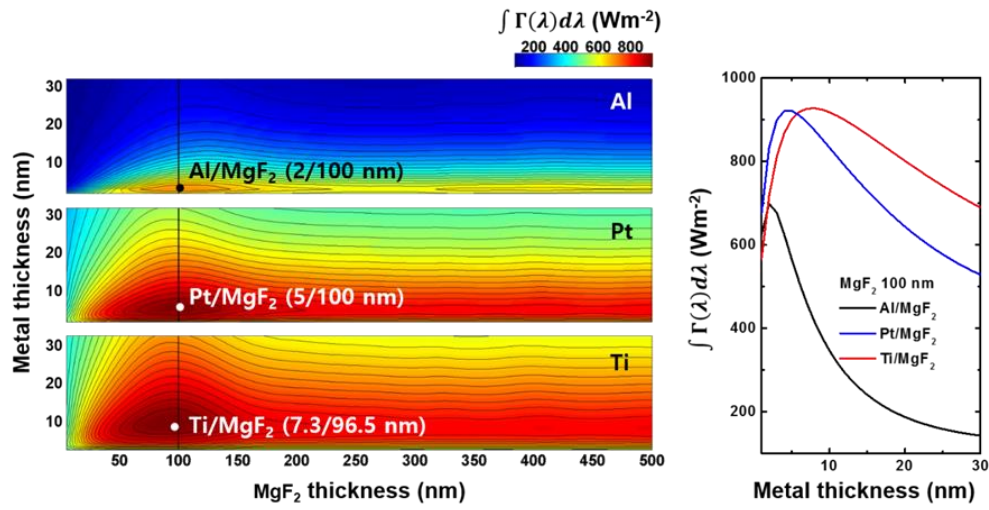 ∫ Γ(λ)dλ (Wm⁻²)
200 400 600 800
30
20
10
Al
Al/MgF₂ (2/100 nm)
30
20
10
Pt
Pt/MgF₂ (5/100 nm)
30
20
10
Ti
Ti/MgF₂ (7.3/96.5 nm)
50 100 150 200 250 300 350 400 450 500
MgF₂ thickness (nm)
Metal thickness (nm)
1000
800
600
400
200
10 20 30
∫ Γ(λ)dλ (Wm⁻²)
MgF₂ 100 nm
Al/MgF₂
Pt/MgF₂
Ti/MgF₂
Metal thickness (nm)